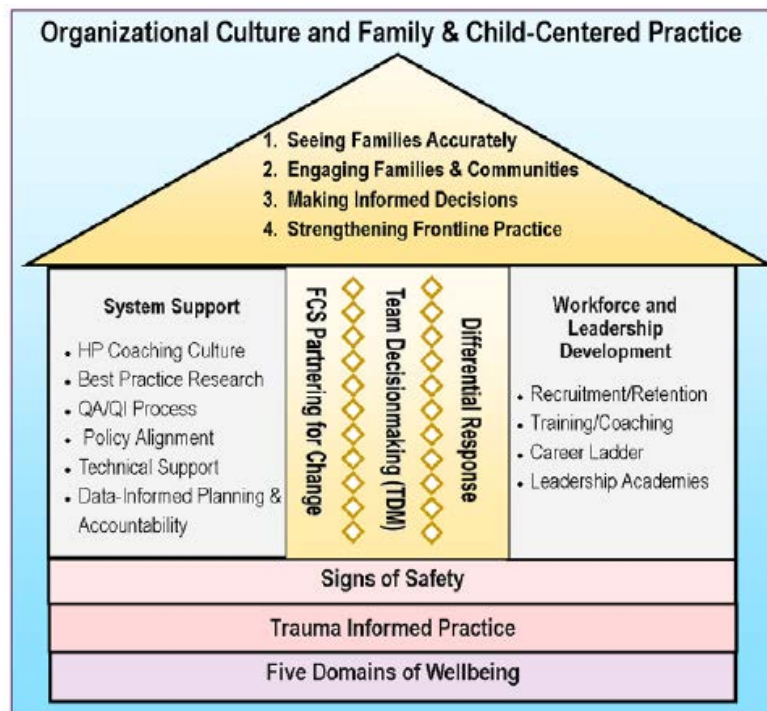 Organizational Culture and Family & Child-Centered Practice
1. Seeing Families Accurately
2. Engaging Families & Communities
3. Making Informed Decisions
4. Strengthening Frontline Practice
System Support
• HP Coaching Culture
• Best Practice Research
• QA/QI Process
• Policy Alignment
• Technical Support
• Data-Informed Planning &
Accountability
FCS Partnering for Change
Team Decisionmaking (TDM)
Differential Response
Workforce and
Leadership
Development
• Recruitment/Retention
• Training/Coaching
• Career Ladder
• Leadership Academies
Signs of Safety
Trauma Informed Practice
Five Domains of Wellbeing